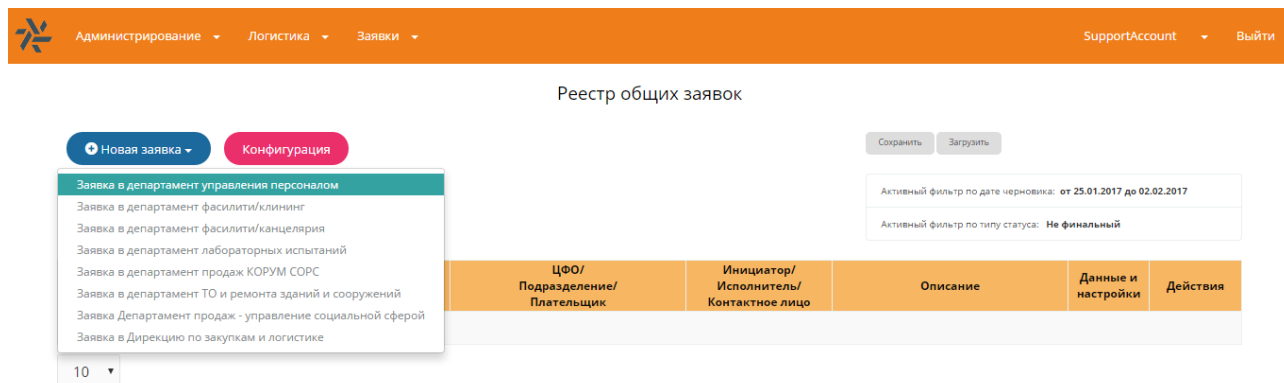 Администрирование Логистика Заявки SupportAccount Выйти
Реестр общих заявок
Новая заявка Конфигурация Сохранить Загрузить
Заявка в департамент управления персоналом
Заявка в департамент фасилити/клининг
Заявка в департамент фасилити/канцелярия
Заявка в департамент лабораторных испытаний
Заявка в департамент продаж КОРУМ СОРС
Заявка в департамент ТО и ремонта зданий и сооружений
Заявка Департамент продаж - управление социальной сферой
Заявка в Дирекцию по закупкам и логистике
Активный фильтр по дате черновика: от 25.01.2017 до 02.02.2017
Активный фильтр по типу статуса: Не финальный
ЦФО/
Подразделение/
Плательщик
Инициатор/
Исполнитель/
Контактное лицо
Описание
Данные и
настройки
Действия
10